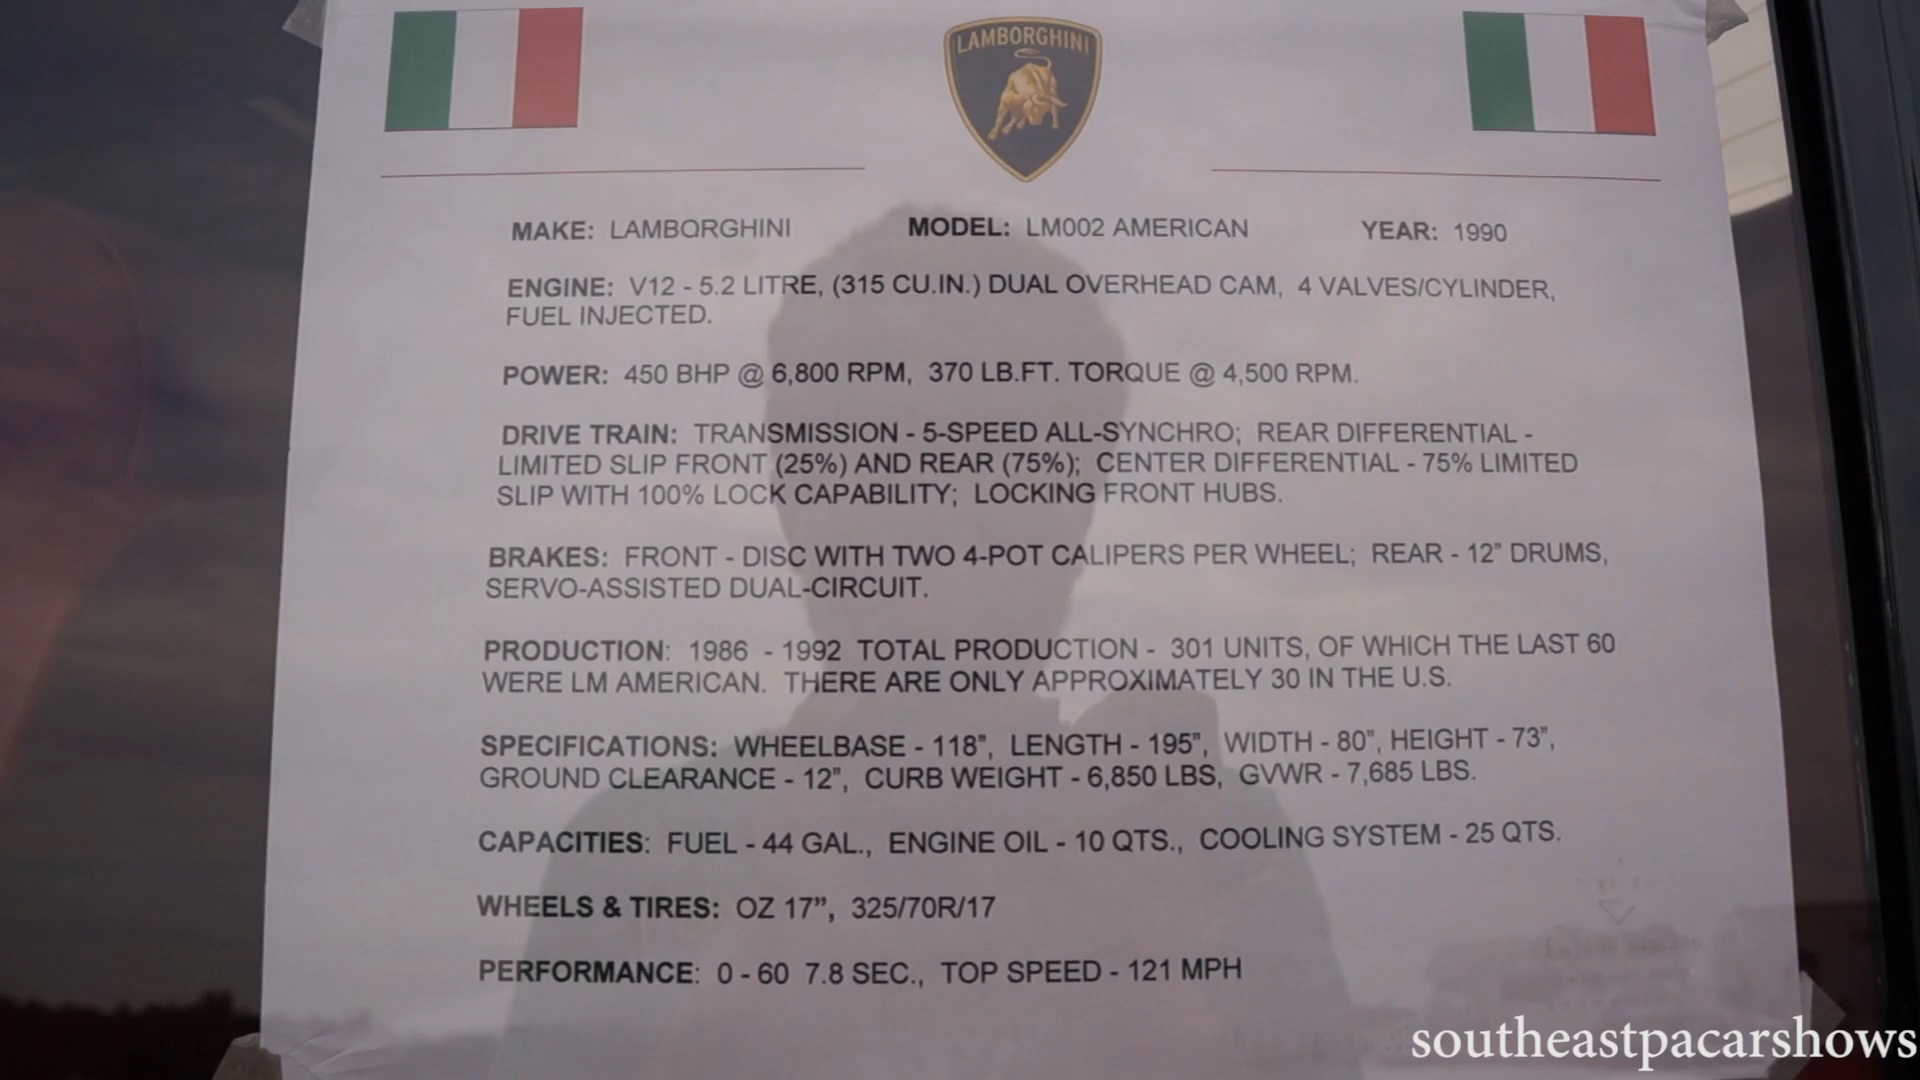 LAMBORGHINI
MAKE: LAMBORGHINI MODEL: LM002 AMERICAN YEAR: 1990
ENGINE: V12 - 5.2 LITRE, (315 CU.IN.) DUAL OVERHEAD CAM, 4 VALVES/CYLINDER,
FUEL INJECTED.
POWER: 450 BHP @ 6,800 RPM, 370 LB.FT. TORQUE @ 4,500 RPM.
DRIVE TRAIN: TRANSMISSION - 5-SPEED ALL-SYNCHRO; REAR DIFFERENTIAL -
LIMITED SLIP FRONT (25%) AND REAR (75%); CENTER DIFFERENTIAL - 75% LIMITED
SLIP WITH 100% LOCK CAPABILITY; LOCKING FRONT HUBS.
BRAKES: FRONT - DISC WITH TWO 4-POT CALIPERS PER WHEEL; REAR - 12" DRUMS,
SERVO-ASSISTED DUAL-CIRCUIT.
PRODUCTION: 1986 - 1992 TOTAL PRODUCTION - 301 UNITS, OF WHICH THE LAST 60
WERE LM AMERICAN. THERE ARE ONLY APPROXIMATELY 30 IN THE U.S.
SPECIFICATIONS: WHEELBASE - 118", LENGTH - 195", WIDTH - 80", HEIGHT - 73",
GROUND CLEARANCE - 12", CURB WEIGHT - 6,850 LBS, GVWR - 7,685 LBS.
CAPACITIES: FUEL - 44 GAL., ENGINE OIL - 10 QTS., COOLING SYSTEM - 25 QTS.
WHEELS & TIRES: OZ 17", 325/70R/17
PERFORMANCE: 0 - 60 7.8 SEC., TOP SPEED - 121 MPH
southeastpacarshows